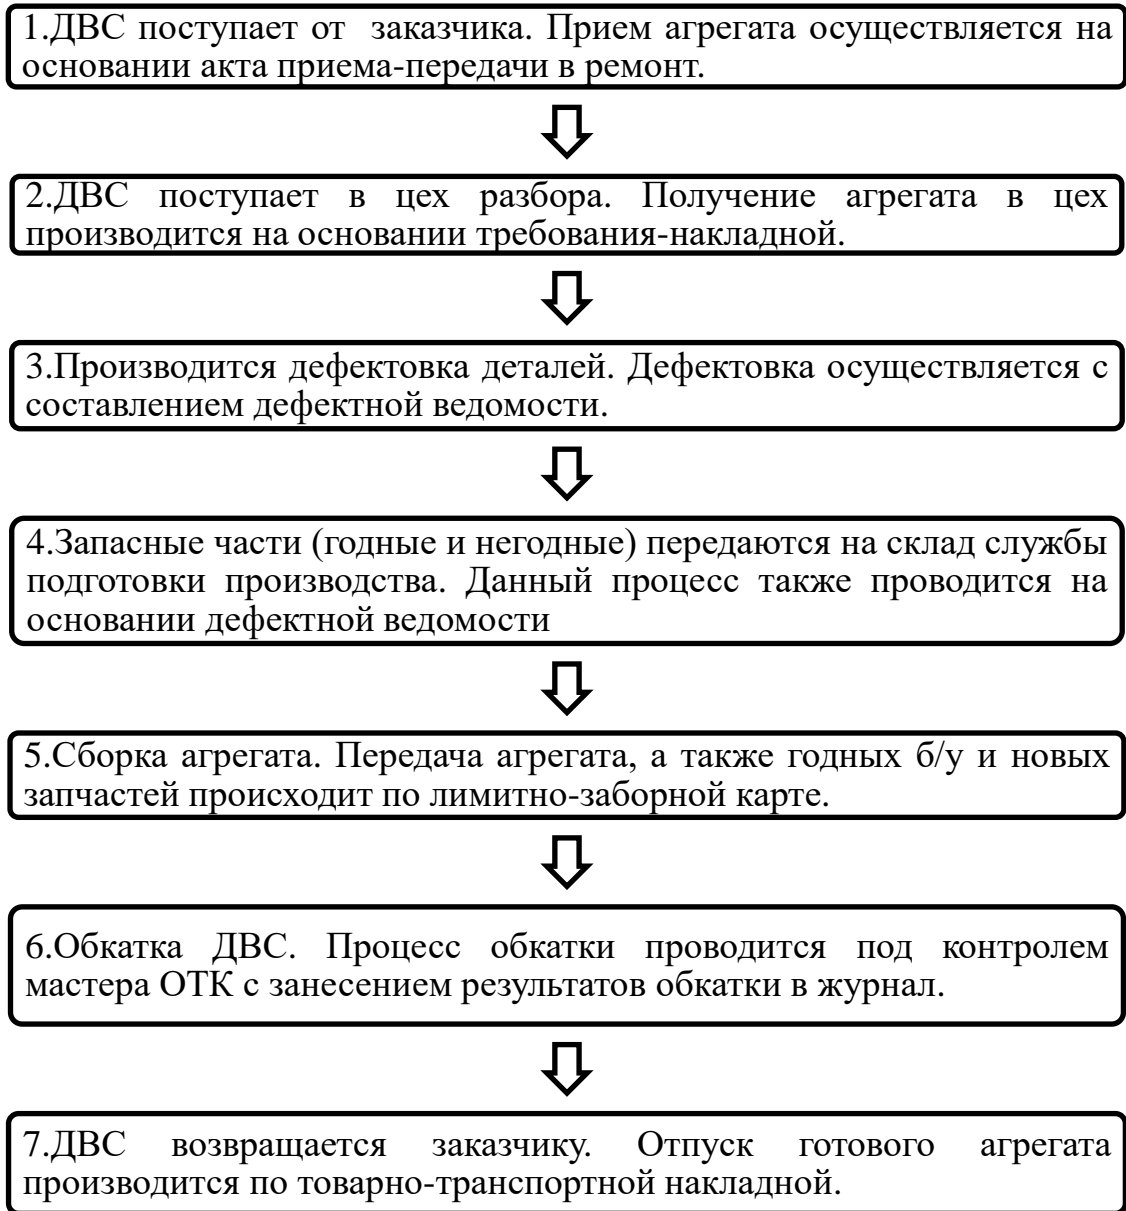 1.ДВС поступает от заказчика. Прием агрегата осуществляется на
основании акта приема-передачи в ремонт.
2.ДВС поступает в цех разбора. Получение агрегата в цех
производится на основании требования-накладной.
3.Производится дефектовка деталей. Дефектовка осуществляется с
составлением дефектной ведомости.
4.Запасные части (годные и негодные) передаются на склад службы
подготовки производства. Данный процесс также проводится на
основании дефектной ведомости
5.Сборка агрегата. Передача агрегата, а также годных б/у и новых
запчастей происходит по лимитно-заборной карте.
6.Обкатка ДВС. Процесс обкатки проводится под контролем
мастера ОТК с занесением результатов обкатки в журнал.
7.ДВС возвращается заказчику. Отпуск готового агрегата
производится по товарно-транспортной накладной.